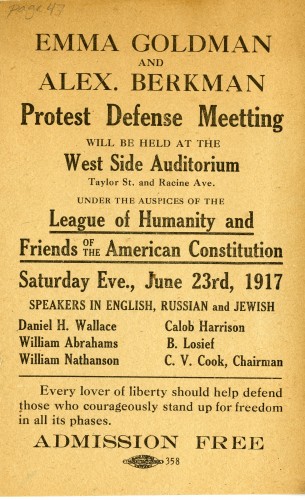 page 43
EMMA GOLDMAN
AND
ALEX. BERKMAN
Protest Defense Meetting
WILL BE HELD AT THE
West Side Auditorium
Taylor St. and Racine Ave.
UNDER THE AUSPICES OF THE
League of Humanity and
Friends OF THE American Constitution
Saturday Eve., June 23rd, 1917
SPEAKERS IN ENGLISH, RUSSIAN and JEWISH
Daniel H. Wallace Calob Harrison
William Abrahams B. Losief
William Nathanson C. V. Cook, Chairman
Every lover of liberty should help defend
those who courageously stand up for freedom
in all its phases.
ADMISSION FREE
358